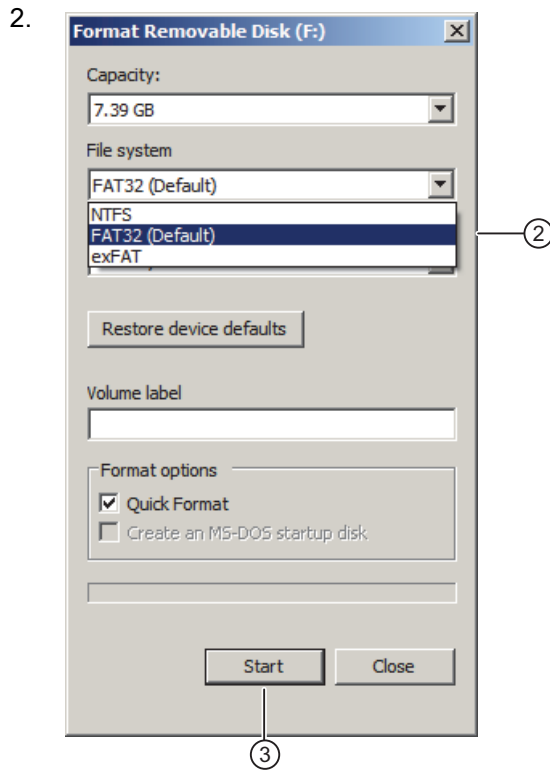 2.
Format Removable Disk (F:)
Capacity:
7.39 GB
File system
FAT32 (Default)
NTFS
FAT32 (Default)
exFAT
②
Restore device defaults
Volume label
Format options
Quick Format
Create an MS-DOS startup disk
Start Close
③